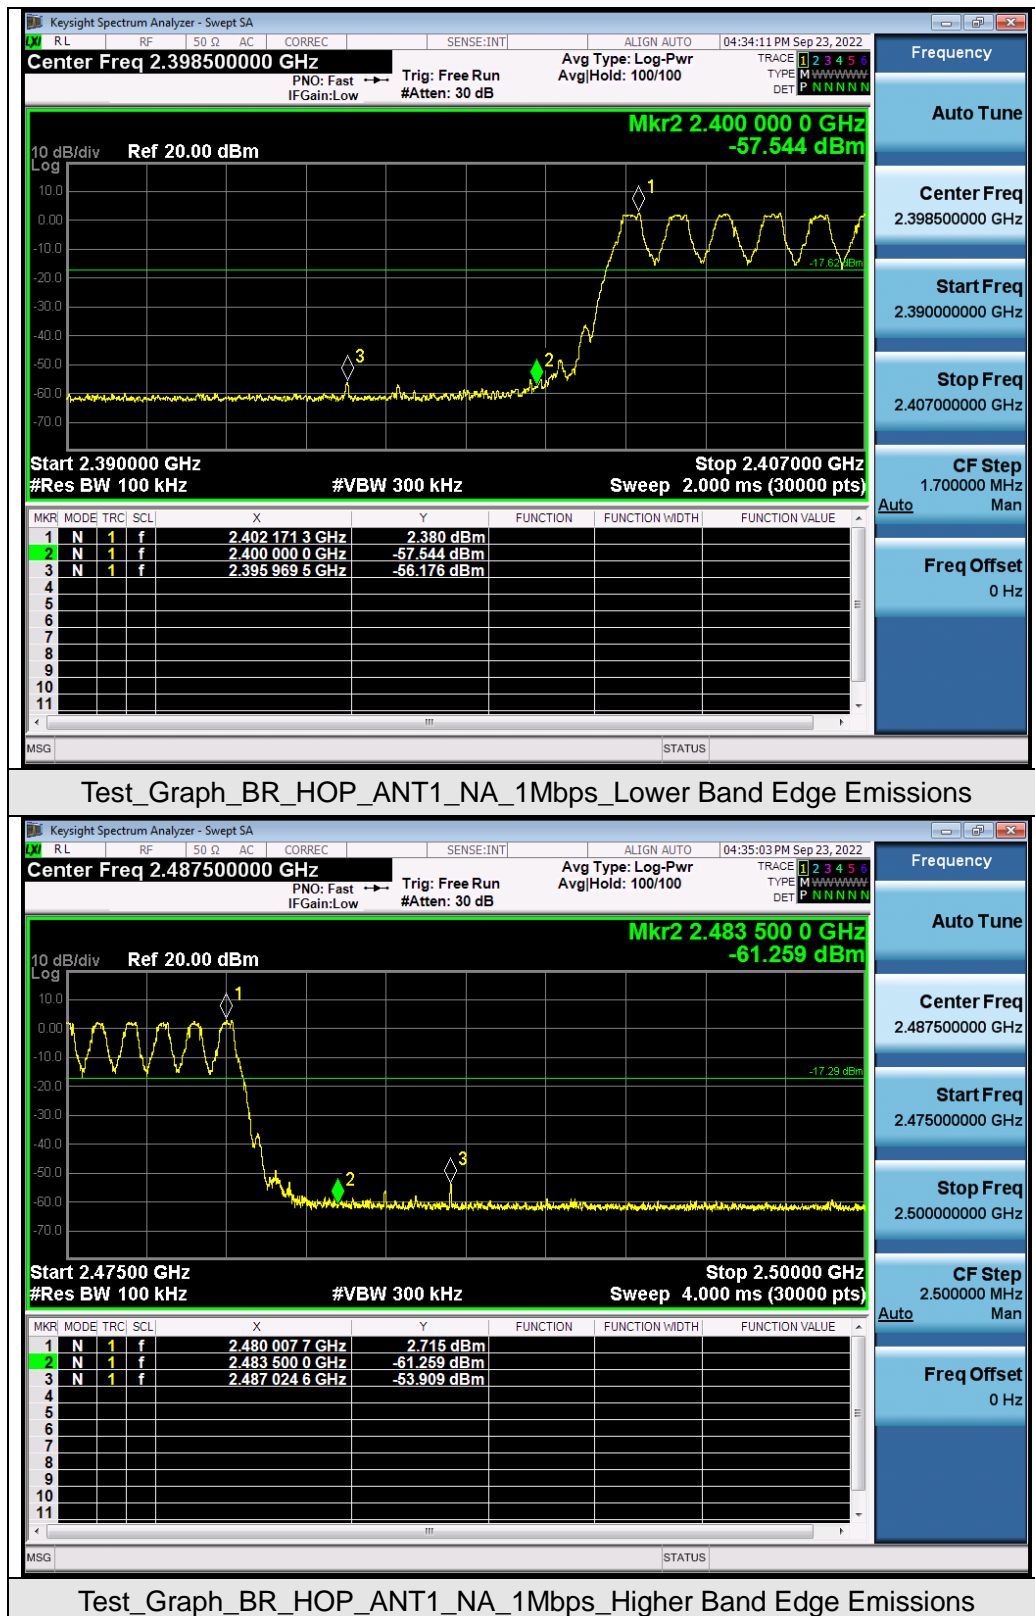 Keysight Spectrum Analyzer - Swept SA
LXI RL RF 50 Ω AC CORREC SENSE:INT ALIGN AUTO 04:34:11 PM Sep 23, 2022
Center Freq 2.398500000 GHz
PNO: Fast
IFGain:Low
Trig: Free Run
#Atten: 30 dB
Avg Type: Log-Pwr
Avg|Hold: 100/100
TRACE 1 2 3 4 5 6
TYPE M W W W W W
DET P N N N N N
Frequency
Auto Tune
Mkr2 2.400 000 0 GHz
-57.544 dBm
10 dB/div Ref 20.00 dBm
Log
10.0
0.00
-10.0
-20.0
-30.0
-40.0
-50.0
-60.0
-70.0
1
2
3
-17.62 dBm
Center Freq
2.398500000 GHz
Start Freq
2.390000000 GHz
Stop Freq
2.407000000 GHz
CF Step
1.700000 MHz
Auto Man
Freq Offset
0 Hz
Start 2.390000 GHz Stop 2.407000 GHz
#Res BW 100 kHz #VBW 300 kHz Sweep 2.000 ms (30000 pts)
MKR MODE TRC SCL X Y FUNCTION FUNCTION WIDTH FUNCTION VALUE
1 N 1 f 2.402 171 3 GHz 2.380 dBm
2 N 1 f 2.400 000 0 GHz -57.544 dBm
3 N 1 f 2.395 969 5 GHz -56.176 dBm
4
5
6
7
8
9
10
11
MSG STATUS
Test_Graph_BR_HOP_ANT1_NA_1Mbps_Lower Band Edge Emissions
Keysight Spectrum Analyzer - Swept SA
LXI RL RF 50 Ω AC CORREC SENSE:INT ALIGN AUTO 04:35:03 PM Sep 23, 2022
Center Freq 2.487500000 GHz
PNO: Fast
IFGain:Low
Trig: Free Run
#Atten: 30 dB
Avg Type: Log-Pwr
Avg|Hold: 100/100
TRACE 1 2 3 4 5 6
TYPE M W W W W W
DET P N N N N N
Frequency
Auto Tune
Mkr2 2.483 500 0 GHz
-61.259 dBm
10 dB/div Ref 20.00 dBm
Log
10.0
0.00
-10.0
-20.0
-30.0
-40.0
-50.0
-60.0
-70.0
1
2
3
-17.29 dBm
Center Freq
2.487500000 GHz
Start Freq
2.475000000 GHz
Stop Freq
2.500000000 GHz
CF Step
2.500000 MHz
Auto Man
Freq Offset
0 Hz
Start 2.47500 GHz Stop 2.50000 GHz
#Res BW 100 kHz #VBW 300 kHz Sweep 4.000 ms (30000 pts)
MKR MODE TRC SCL X Y FUNCTION FUNCTION WIDTH FUNCTION VALUE
1 N 1 f 2.480 007 7 GHz 2.715 dBm
2 N 1 f 2.483 500 0 GHz -61.259 dBm
3 N 1 f 2.487 024 6 GHz -53.909 dBm
4
5
6
7
8
9
10
11
MSG STATUS
Test_Graph_BR_HOP_ANT1_NA_1Mbps_Higher Band Edge Emissions